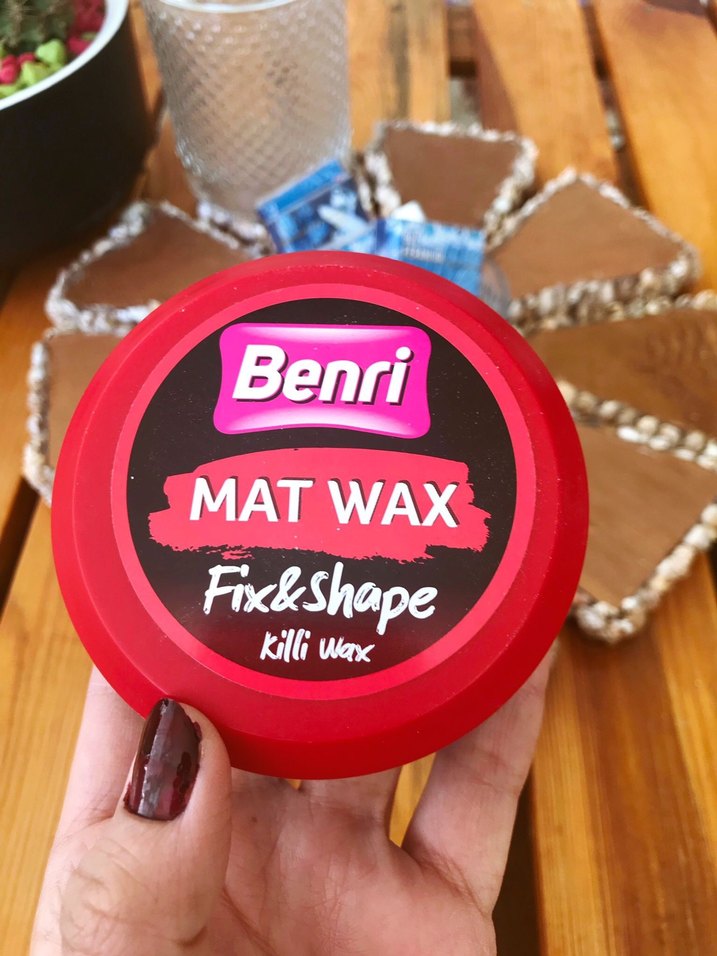 Benri
MAT WAX
Fix&Shape
Killi Wax